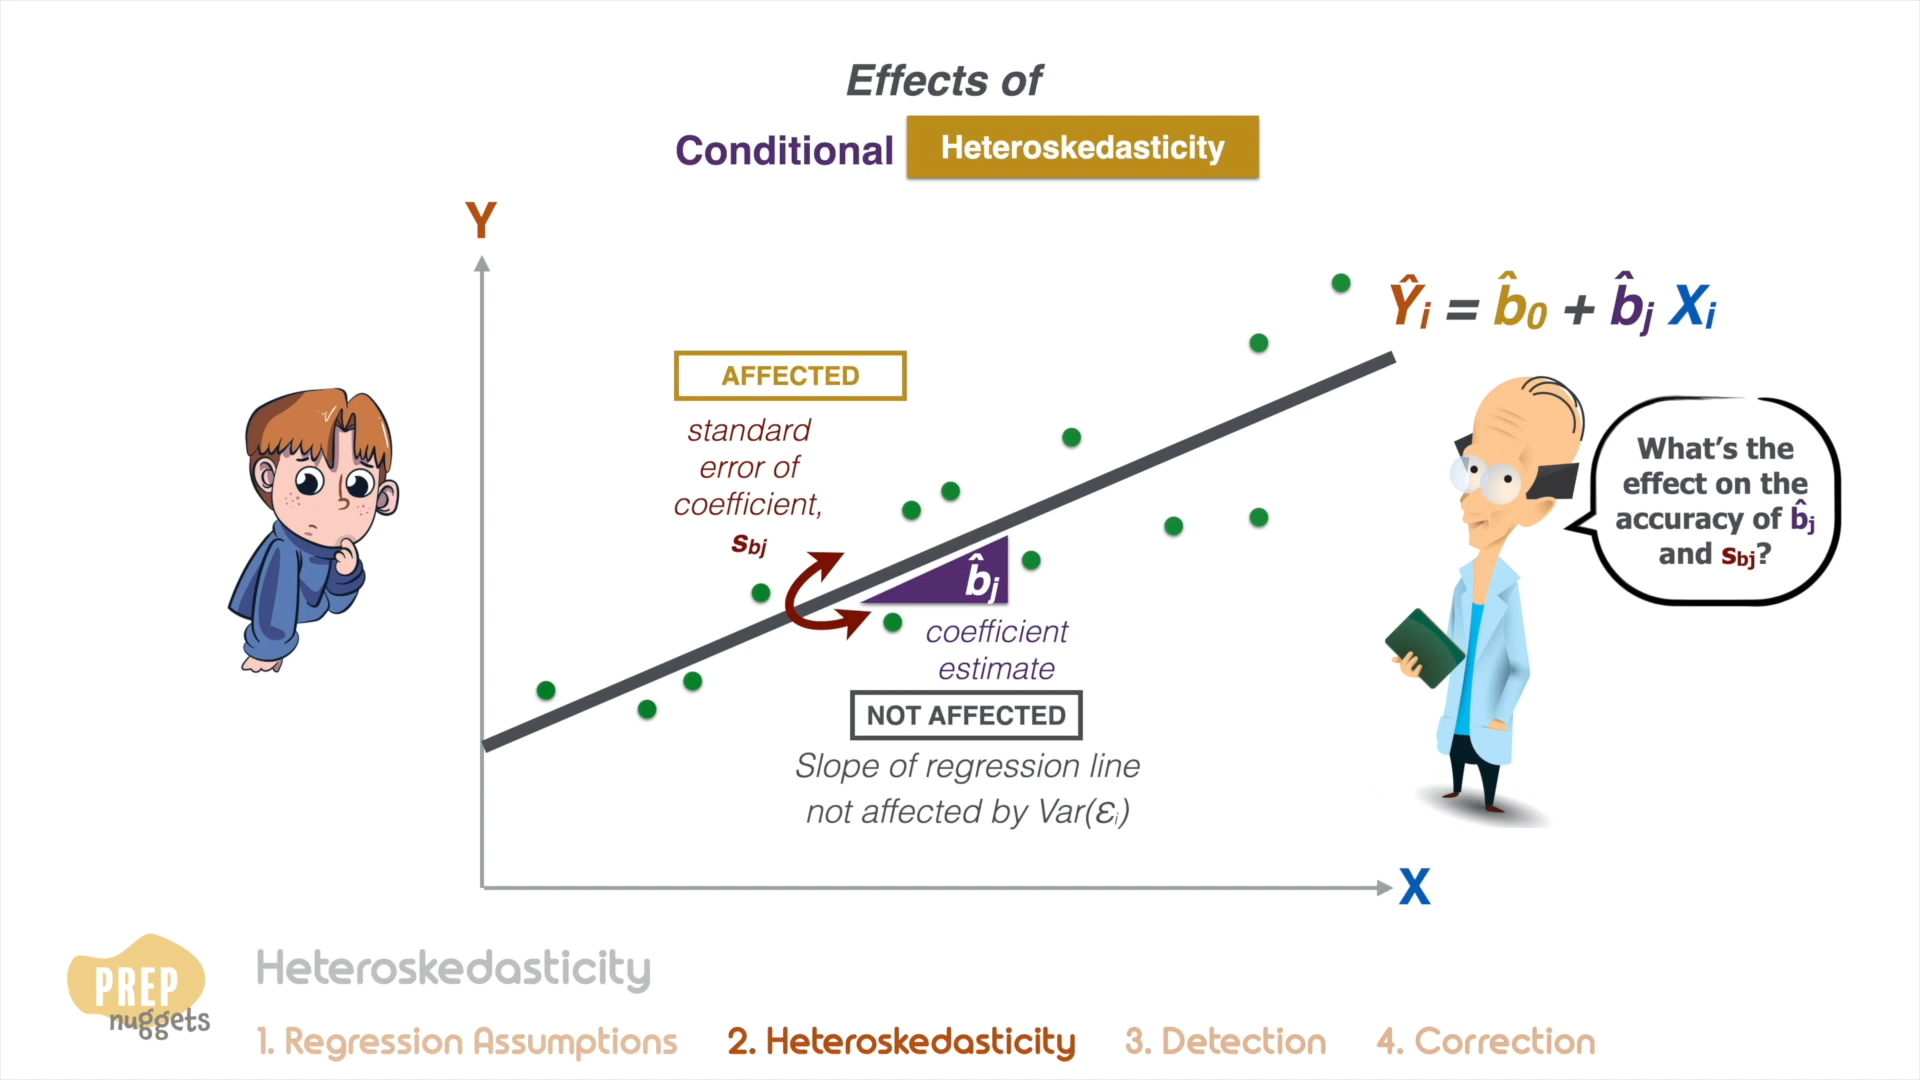 Effects of
Conditional Heteroskedasticity
Y
Ŷi = b̂0 + b̂j Xi
AFFECTED
standard
error of
coefficient,
sbj
b̂j
coefficient
estimate
NOT AFFECTED
Slope of regression line
not affected by Var(εi)
What's the
effect on the
accuracy of b̂j
and sbj?
X
PREP
nuggets
Heteroskedasticity
1. Regression Assumptions 2. Heteroskedasticity 3. Detection 4. Correction